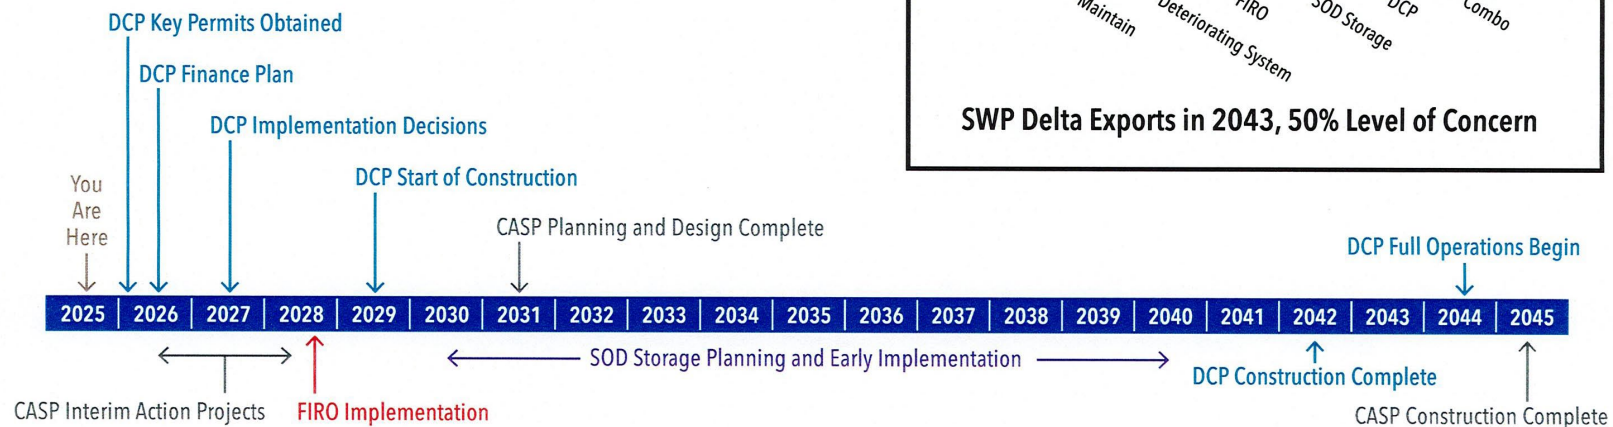 Maintain
Deteriorating System
FIRO
SOD Storage
DCP
Combo
SWP Delta Exports in 2043, 50% Level of Concern
DCP Key Permits Obtained
DCP Finance Plan
DCP Implementation Decisions
DCP Start of Construction
You
Are
Here
CASP Planning and Design Complete
DCP Full Operations Begin
2025 2026 2027 2028 2029 2030 2031 2032 2033 2034 2035 2036 2037 2038 2039 2040 2041 2042 2043 2044 2045
SOD Storage Planning and Early Implementation
DCP Construction Complete
CASP Interim Action Projects
FIRO Implementation
CASP Construction Complete